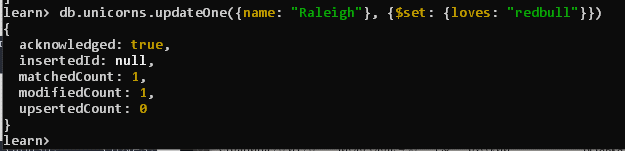 learn> db.unicorns.updateOne({name: "Raleigh"}, {$set: {loves: "redbull"}})
{
  acknowledged: true,
  insertedId: null,
  matchedCount: 1,
  modifiedCount: 1,
  upsertedCount: 0
}
learn>